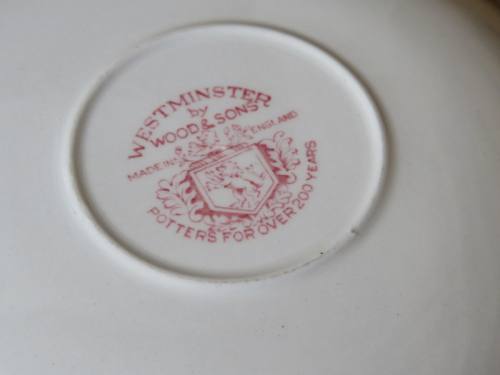 WESTMINSTER
by
WOOD & SONS
MADE IN ENGLAND
POTTERS FOR OVER 200 YEARS